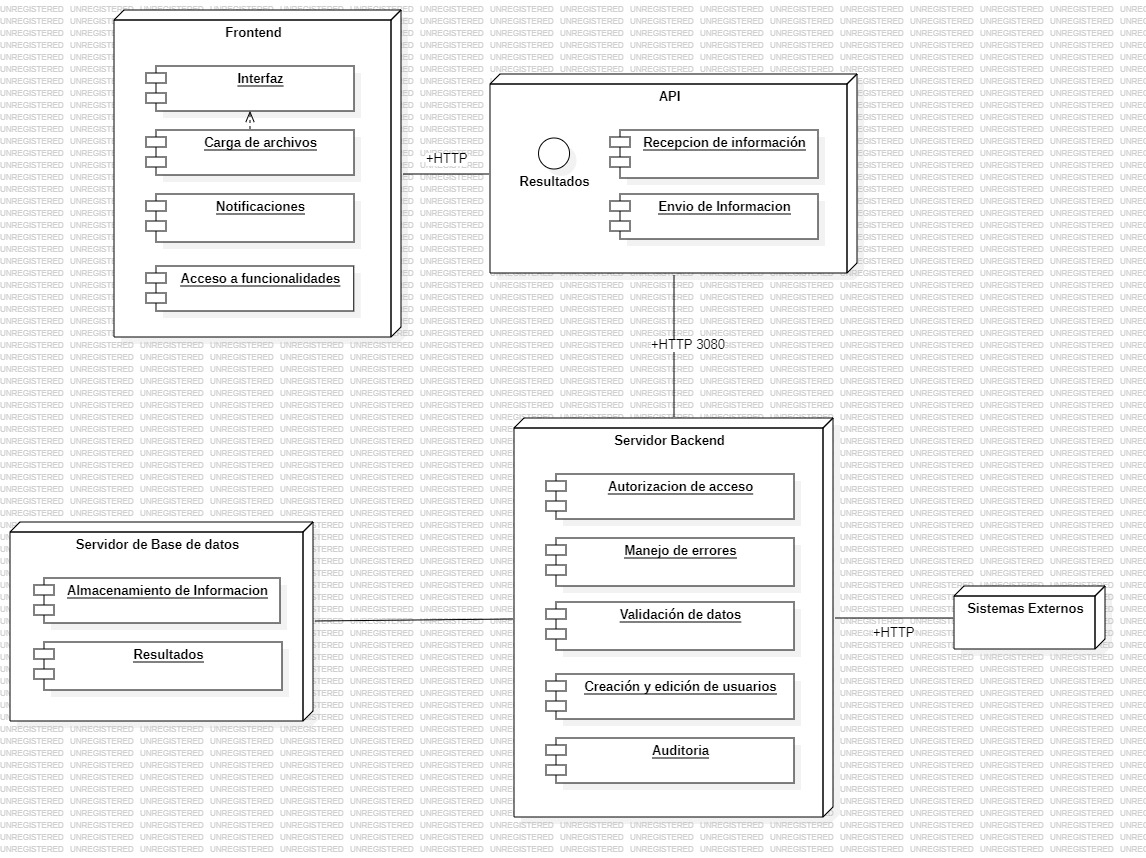 Frontend
Interfaz
Carga de archivos
Notificaciones
Acceso a funcionalidades
+HTTP
API
Resultados
Recepcion de información
Envio de Informacion
+HTTP 3080
Servidor Backend
Autorizacion de acceso
Manejo de errores
Validación de datos
Creación y edición de usuarios
Auditoria
Servidor de Base de datos
Almacenamiento de Informacion
Resultados
+HTTP
Sistemas Externos
UNREGISTERED